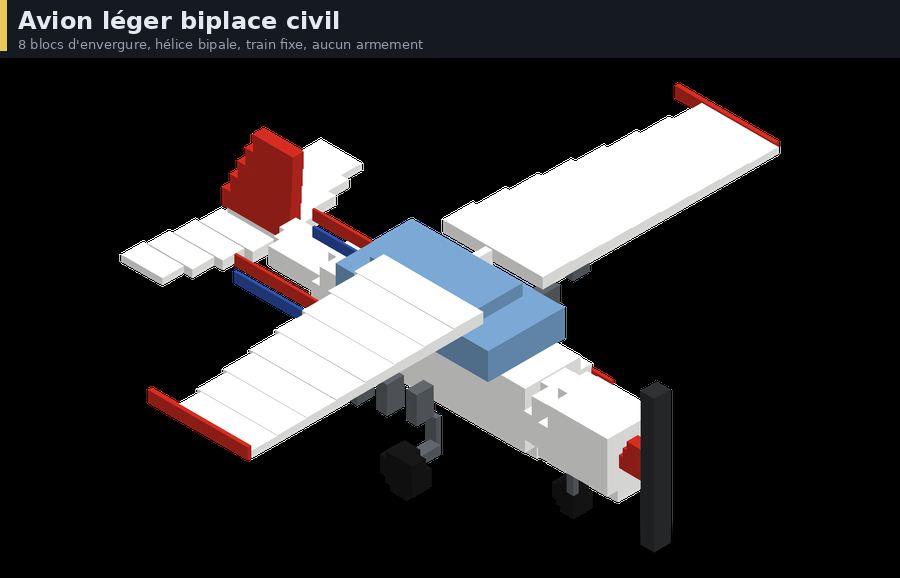 Avion léger biplace civil
8 blocs d'envergure, hélice bipale, train fixe, aucun armement